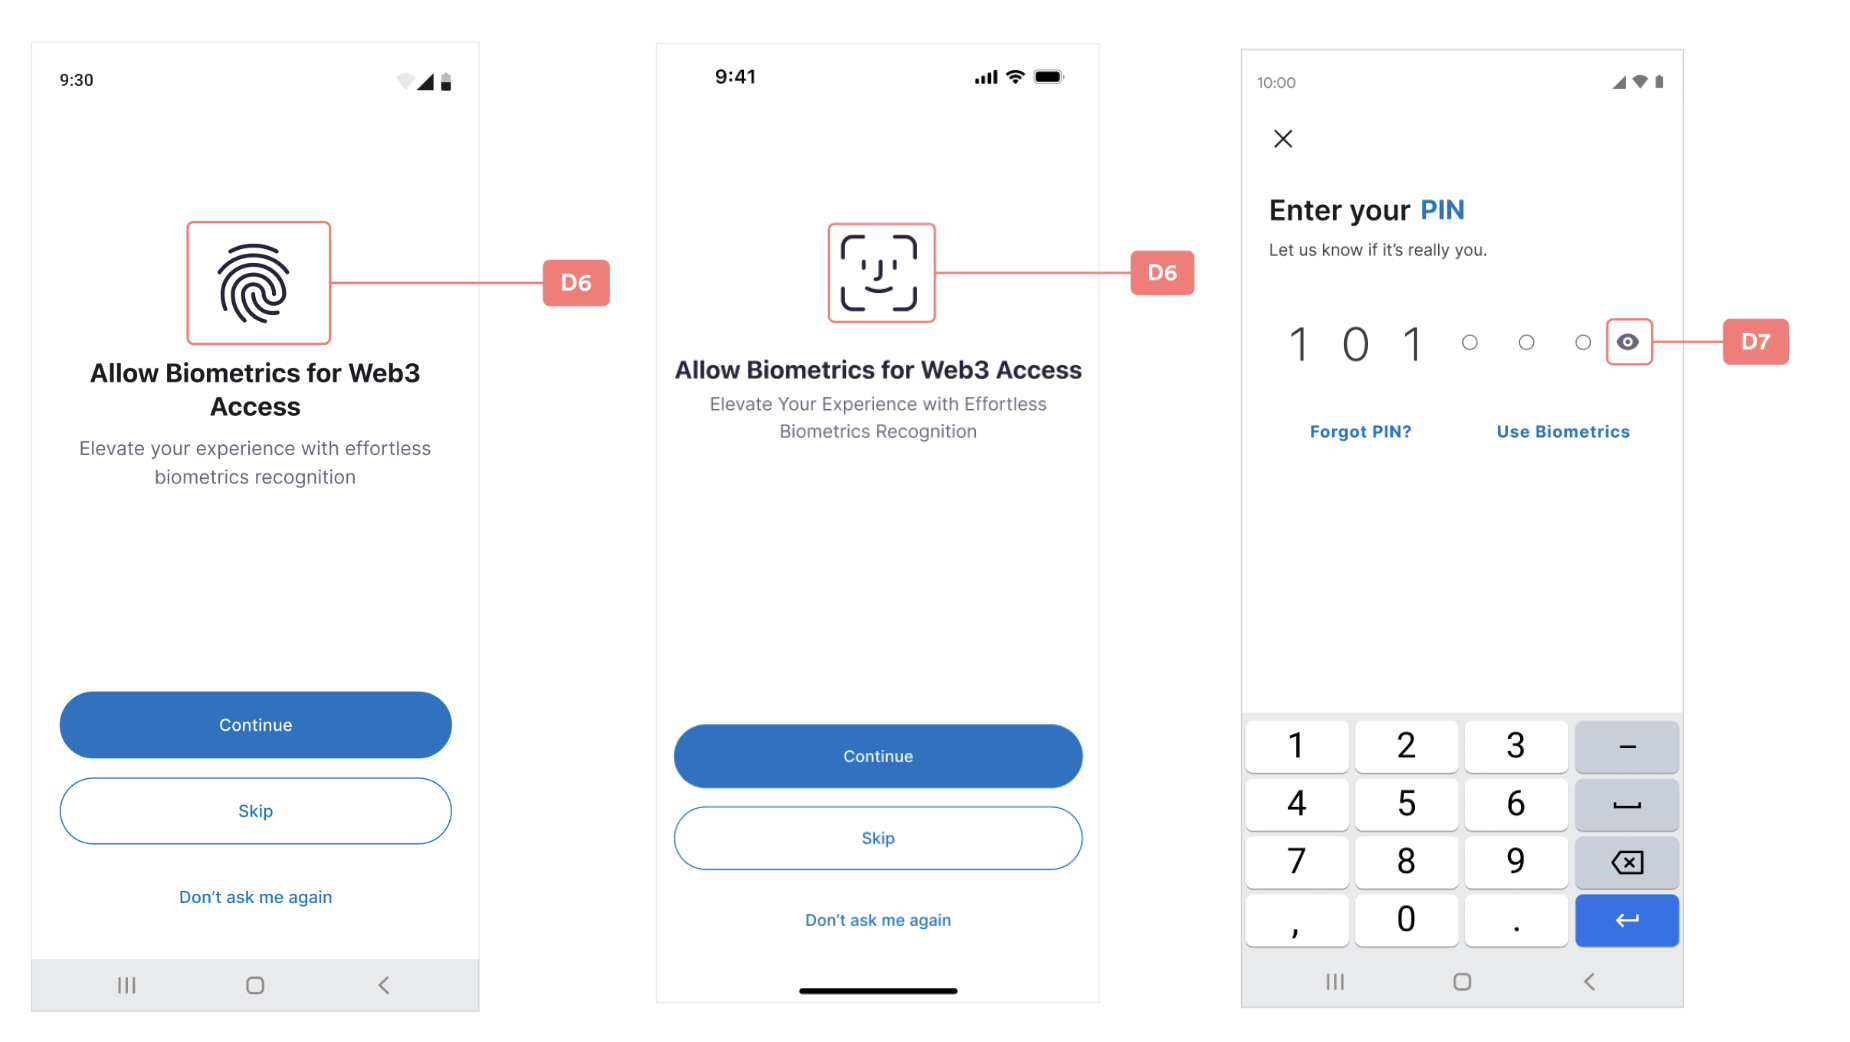 9:30
D6
Allow Biometrics for Web3
Access
Elevate your experience with effortless
biometrics recognition
Continue
Skip
Don't ask me again
9:41
D6
Allow Biometrics for Web3 Access
Elevate Your Experience with Effortless
Biometrics Recognition
Continue
Skip
Don't ask me again
10:00
Enter your PIN
Let us know if it's really you.
1 0 1
D7
Forgot PIN? Use Biometrics
1 2 3 –
4 5 6
7 8 9
, 0 .